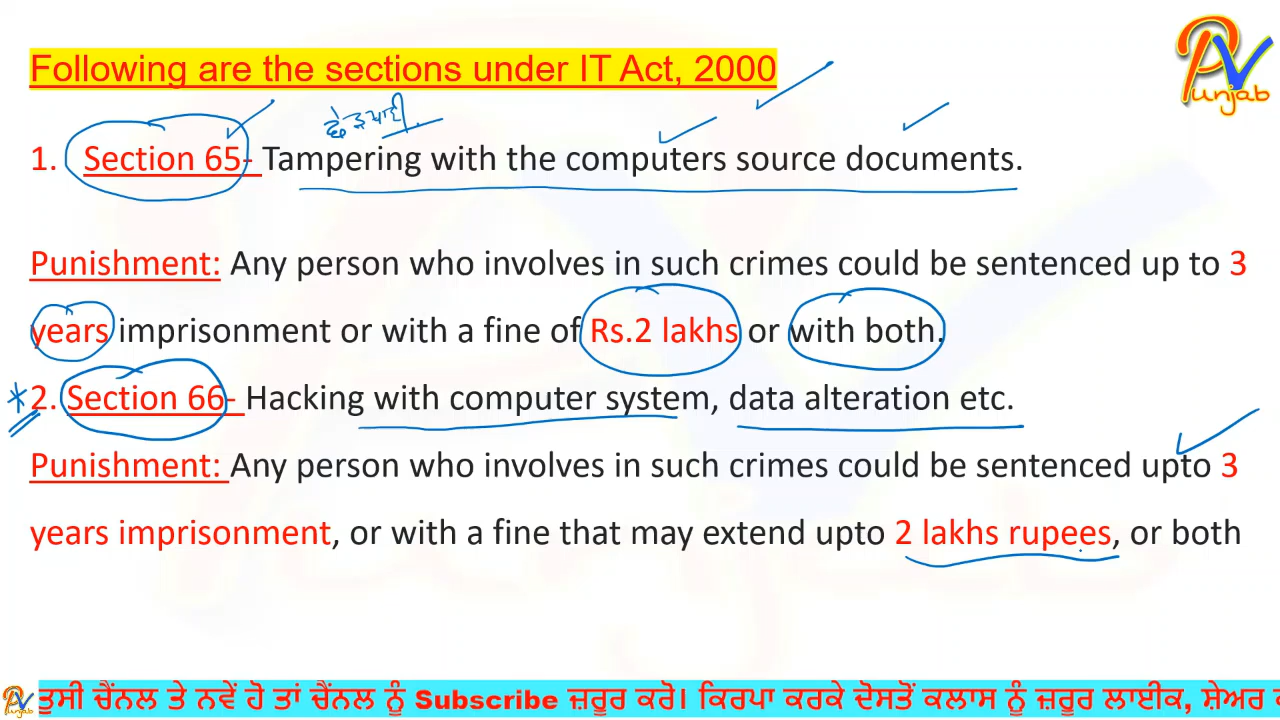 Following are the sections under IT Act, 2000
1. Section 65- Tampering with the computers source documents.
Punishment: Any person who involves in such crimes could be sentenced up to 3
years imprisonment or with a fine of Rs.2 lakhs or with both.
*2. Section 66- Hacking with computer system, data alteration etc.
Punishment: Any person who involves in such crimes could be sentenced upto 3
years imprisonment, or with a fine that may extend upto 2 lakhs rupees, or both
PV Punjab
ਤੁਸੀ ਚੈਂਨਲ ਤੇ ਨਵੇਂ ਹੋ ਤਾਂ ਚੈਂਨਲ ਨੂੰ Subscribe ਜ਼ਰੂਰ ਕਰੋ। ਕਿਰਪਾ ਕਰਕੇ ਦੋਸਤੋਂ ਕਲਾਸ ਨੂੰ ਜ਼ਰੂਰ ਲਾਈਕ, ਸ਼ੇਅਰ